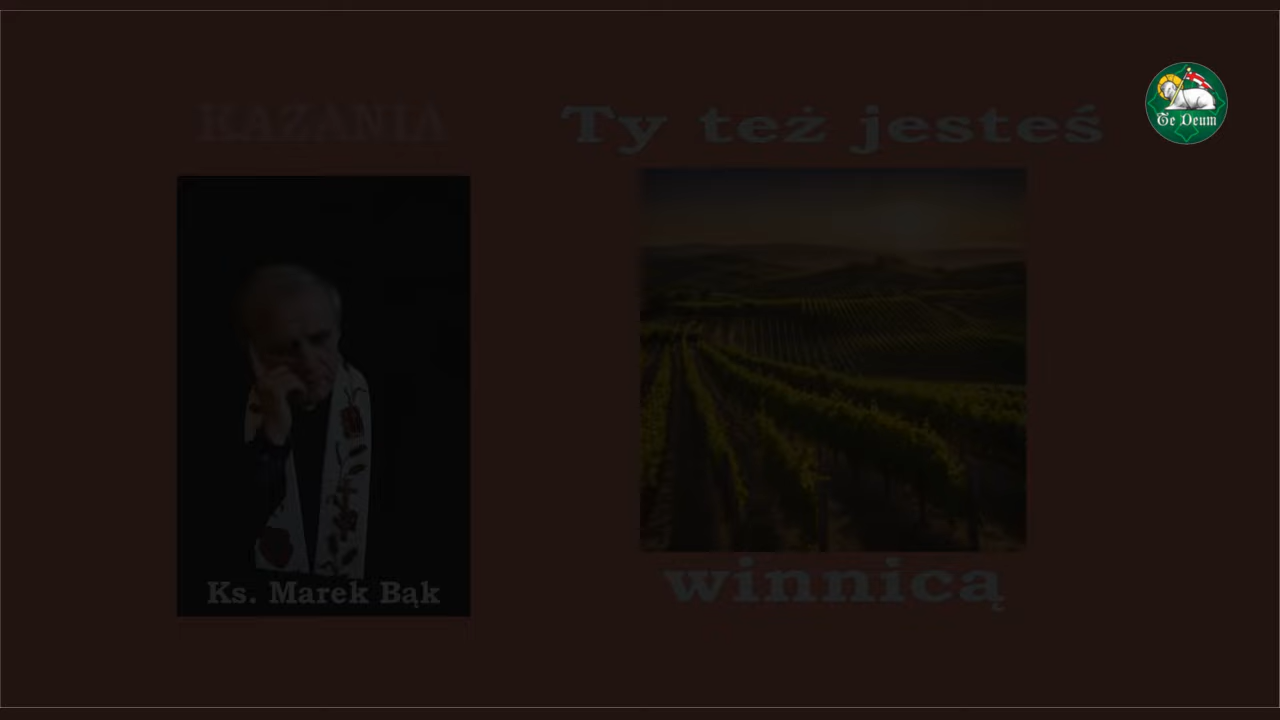 KAZANIA
Ks. Marek Bąk
Ty też jesteś
winnicą
Te Deum